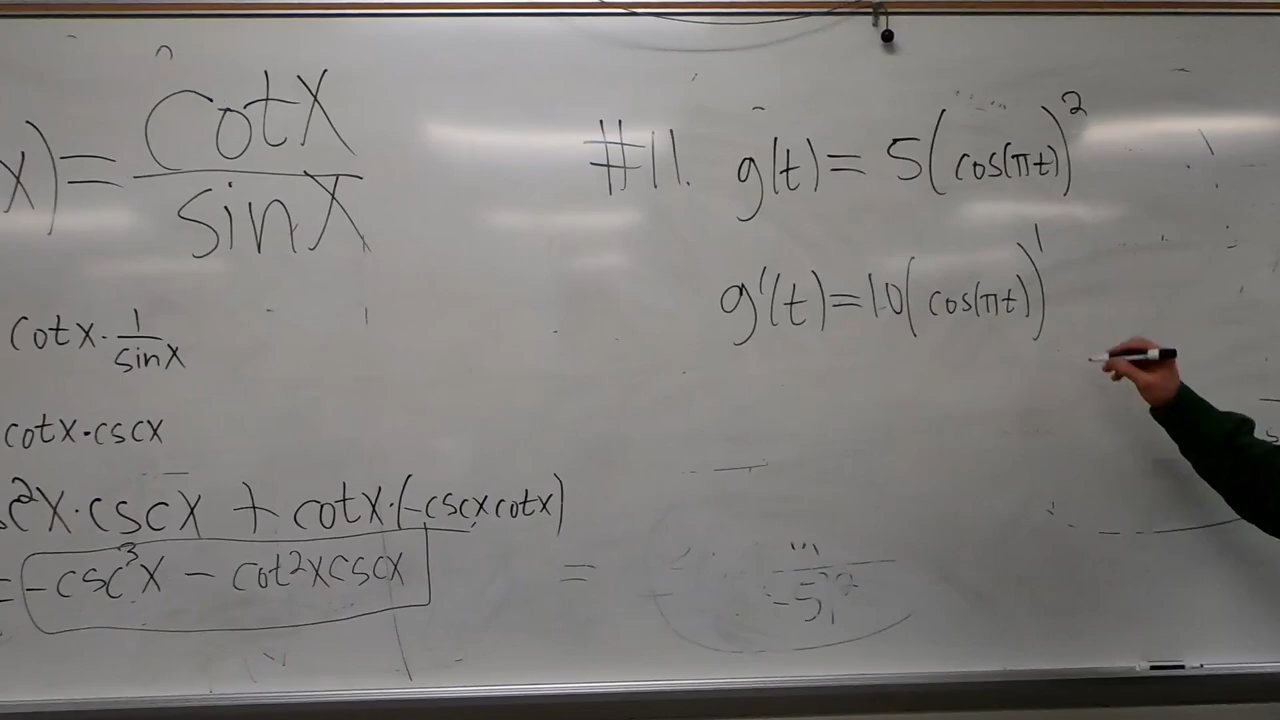 x) = cotx / sinx
cotx · 1/sinx
cotx · cscx
c²x · cscx + cotx · (-cscxcotx)
= -csc³x - cot²xcscx =
#11. g(t) = 5(cos(πt))²
g'(t) = 10(cos(πt))¹